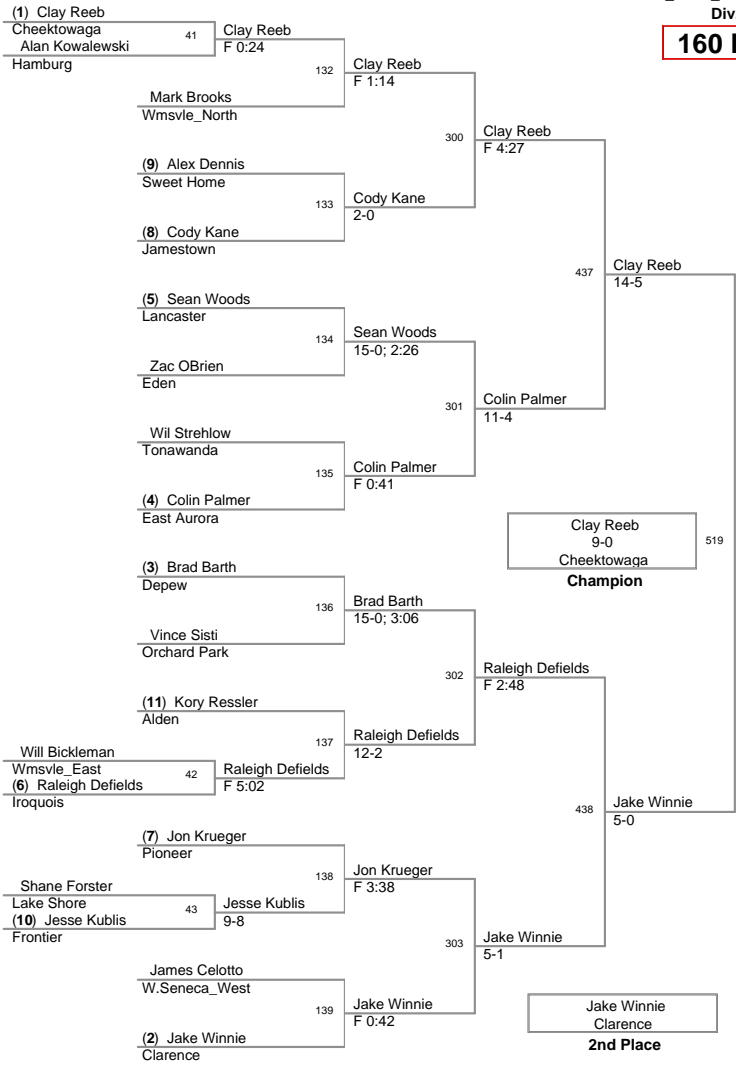 Div.
160
(1) Clay Reeb
Cheektowaga
41
Alan Kowalewski
Hamburg
Clay Reeb
F 0:24
132
Mark Brooks
Wmsvle_North
Clay Reeb
F 1:14
300
(9) Alex Dennis
Sweet Home
133
(8) Cody Kane
Jamestown
Cody Kane
2-0
Clay Reeb
F 4:27
437
(5) Sean Woods
Lancaster
134
Zac OBrien
Eden
Sean Woods
15-0; 2:26
301
Wil Strehlow
Tonawanda
135
(4) Colin Palmer
East Aurora
Colin Palmer
F 0:41
Colin Palmer
11-4
Clay Reeb
14-5
Clay Reeb
9-0
Cheektowaga
Champion
519
(3) Brad Barth
Depew
136
Vince Sisti
Orchard Park
Brad Barth
15-0; 3:06
302
(11) Kory Ressler
Alden
137
Will Bickleman
Wmsvle_East
42
(6) Raleigh Defields
Iroquois
Raleigh Defields
F 5:02
Raleigh Defields
12-2
Raleigh Defields
F 2:48
438
(7) Jon Krueger
Pioneer
138
Shane Forster
Lake Shore
43
(10) Jesse Kublis
Frontier
Jesse Kublis
9-8
Jon Krueger
F 3:38
303
James Celotto
W.Seneca_West
139
(2) Jake Winnie
Clarence
Jake Winnie
F 0:42
Jake Winnie
5-1
Jake Winnie
5-0
Jake Winnie
Clarence
2nd Place